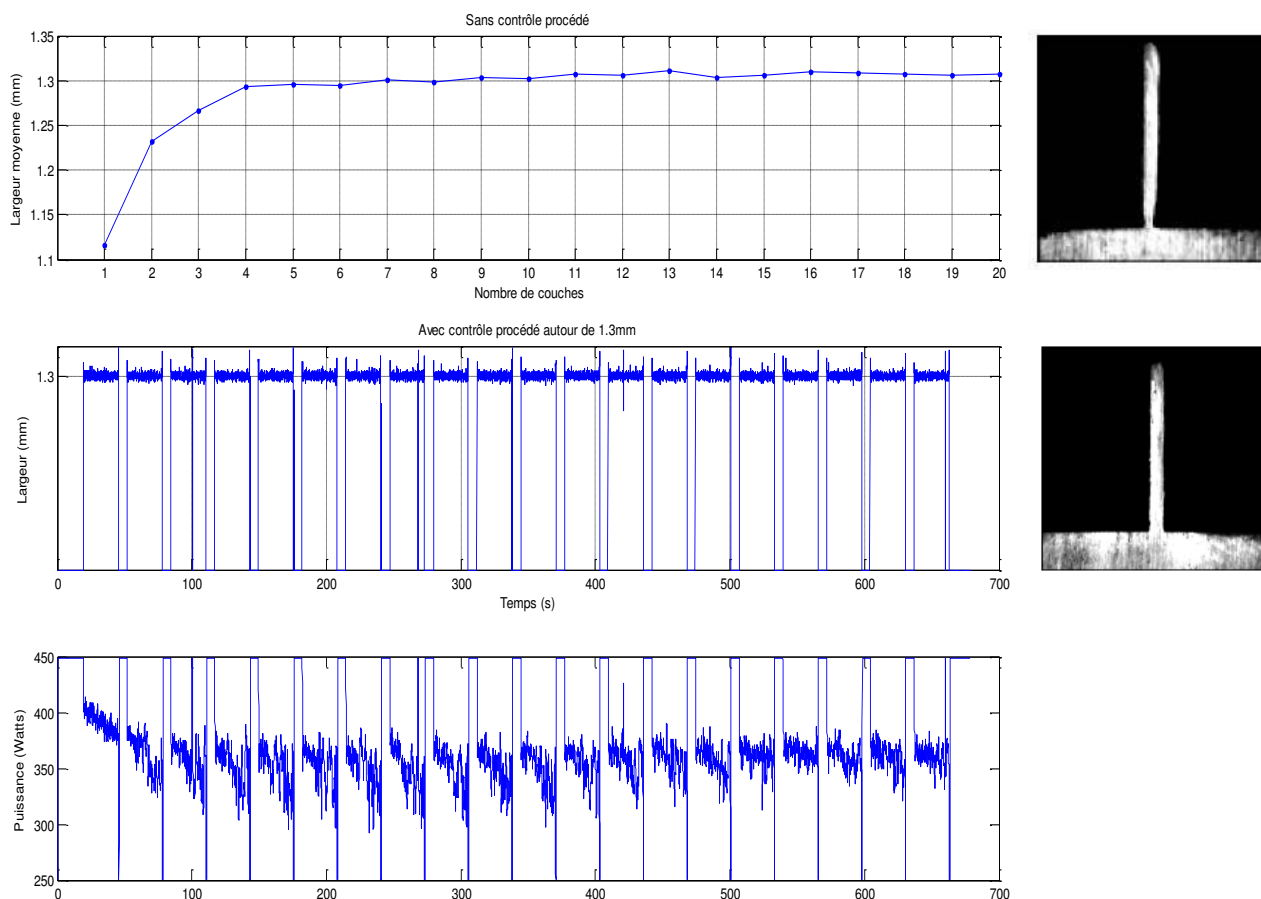 Sans contrôle procédé
Largeur moyenne (mm)
1.35
1.3
1.25
1.2
1.15
1.1
1 2 3 4 5 6 7 8 9 10 11 12 13 14 15 16 17 18 19 20
Nombre de couches
Avec contrôle procédé autour de 1.3mm
Largeur (mm)
1.3
0 100 200 300 400 500 600 700
Temps (s)
Puissance (Watts)
450
400
350
300
250
0 100 200 300 400 500 600 700